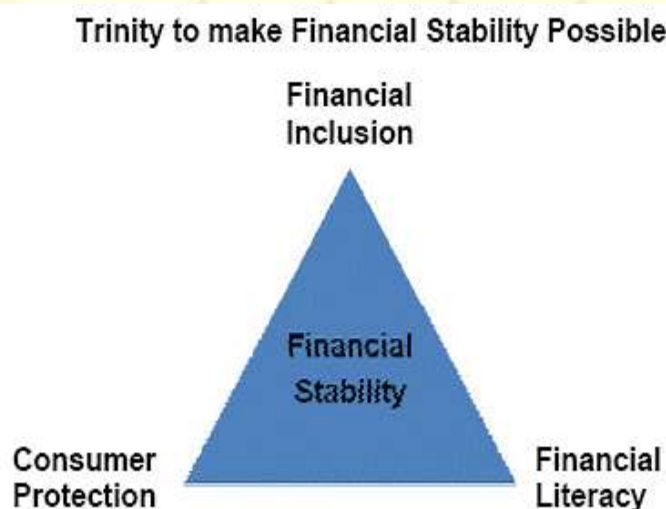 Trinity to make Financial Stability Possible
Financial
Inclusion
Financial
Stability
Consumer
Protection
Financial
Literacy